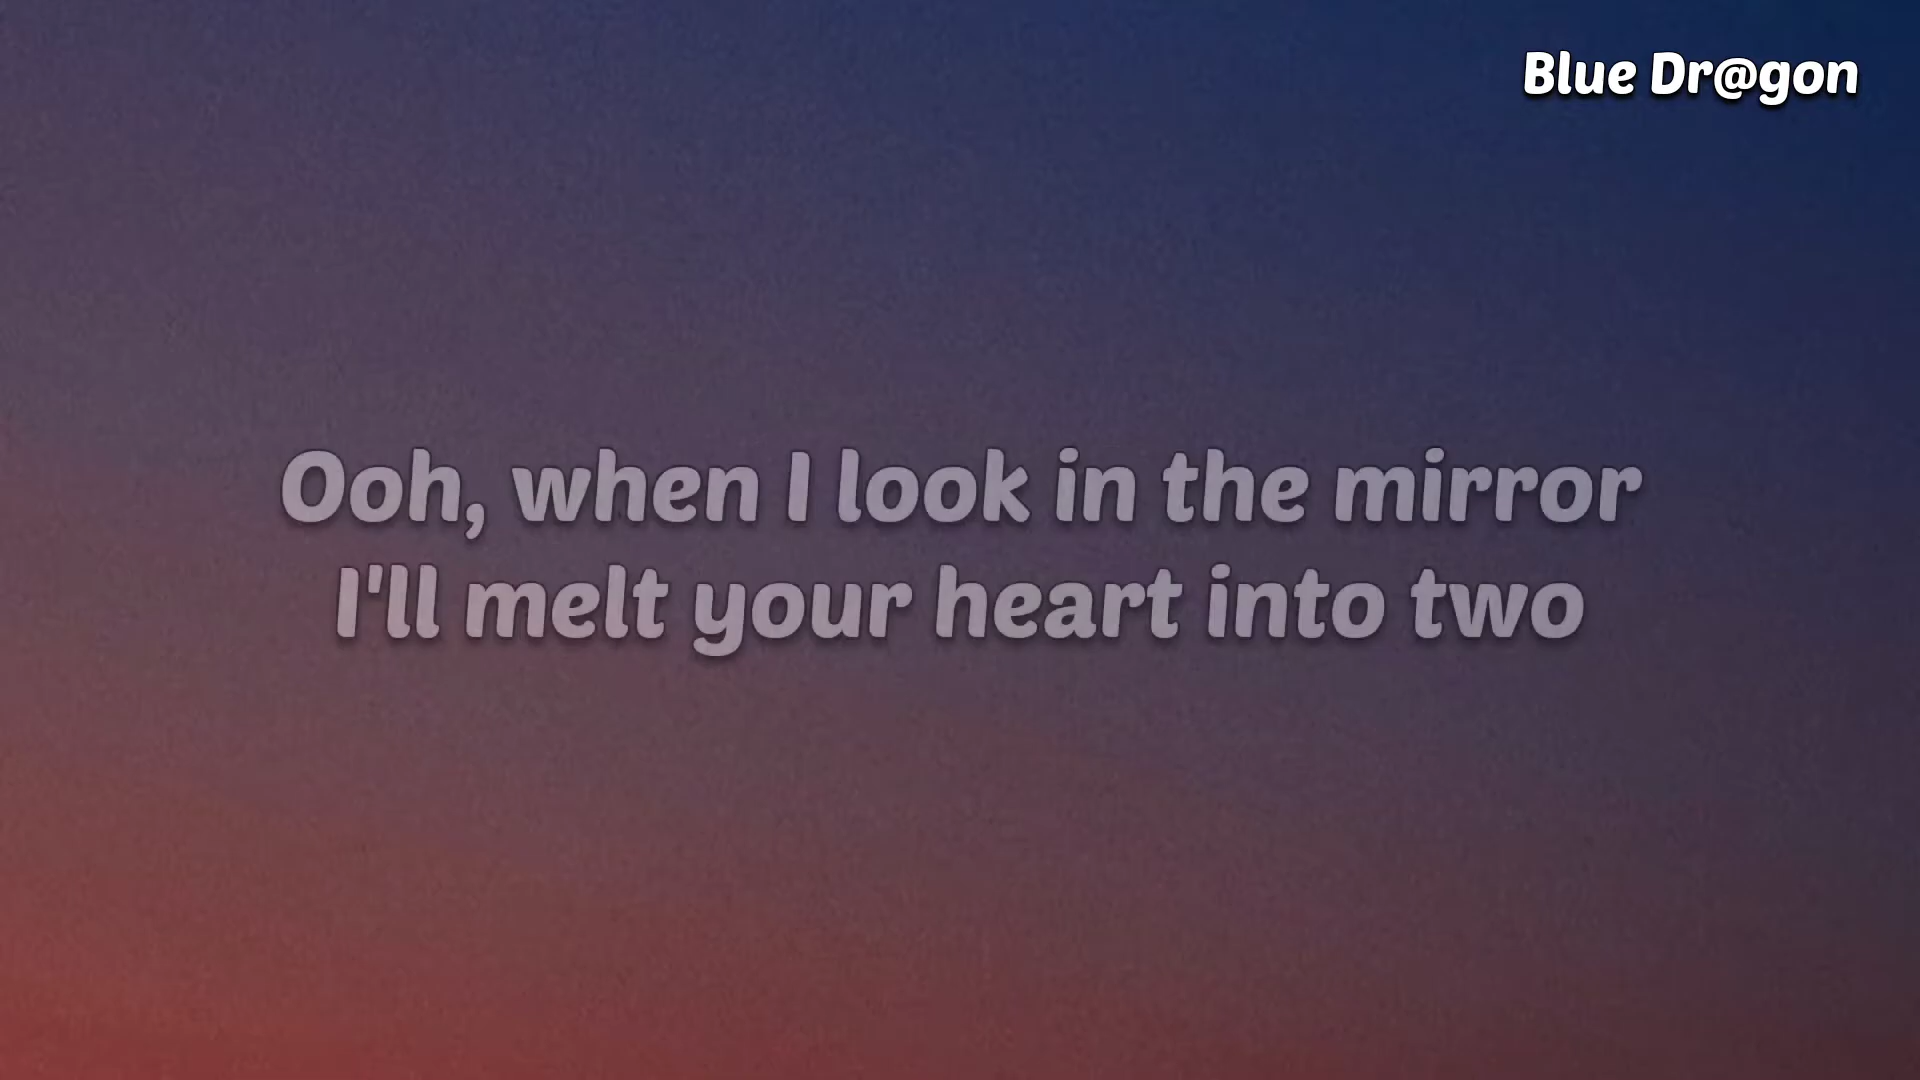 Blue Dr@gon
Ooh, when I look in the mirror
I'll melt your heart into two